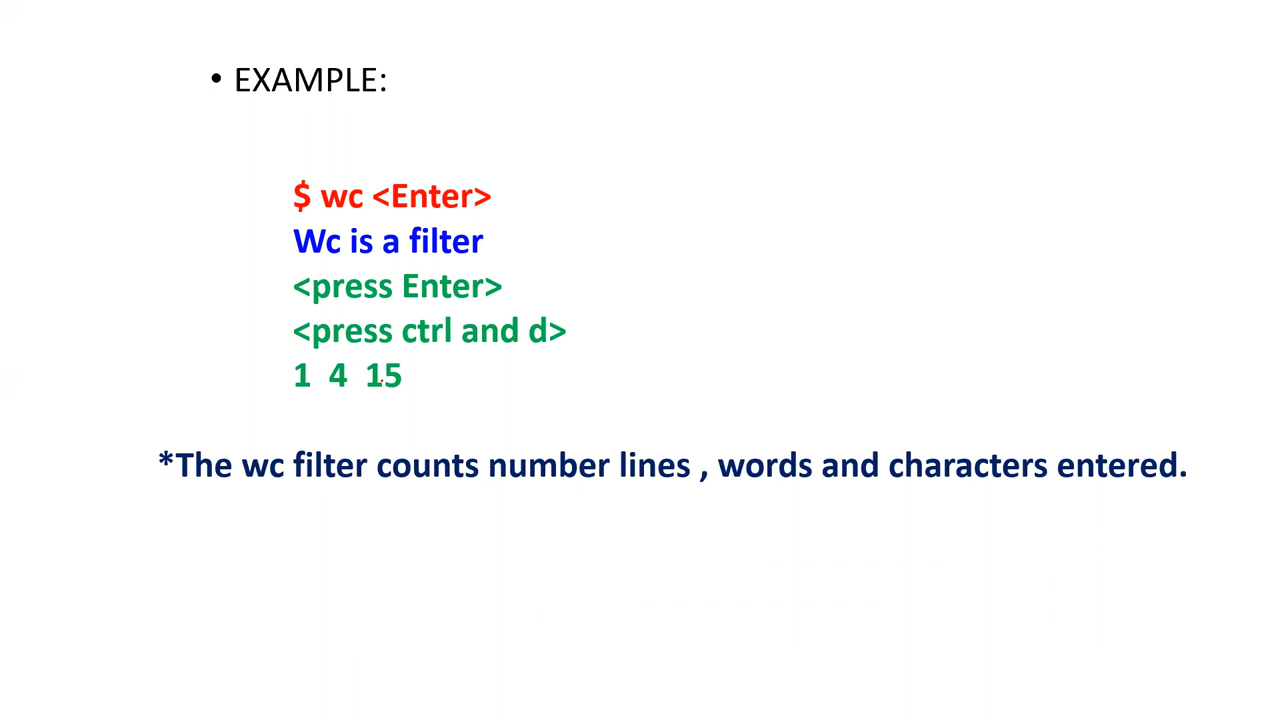 • EXAMPLE:
$ wc <Enter>
Wc is a filter
<press Enter>
<press ctrl and d>
1 4 15
*The wc filter counts number lines , words and characters entered.